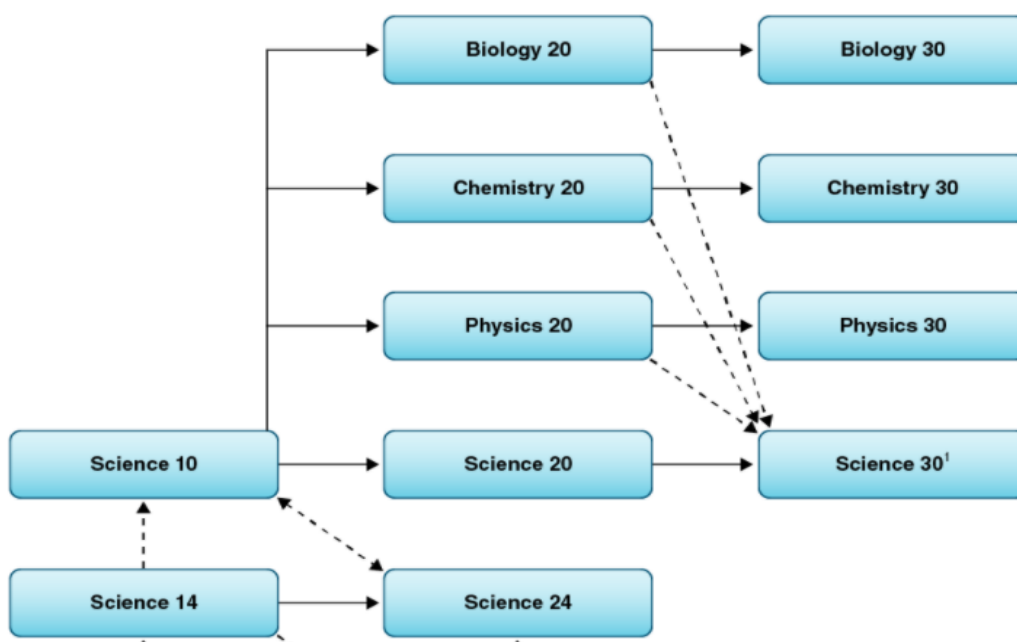 Biology 20
Biology 30
Chemistry 20
Chemistry 30
Physics 20
Physics 30
Science 10
Science 20
Science 30¹
Science 14
Science 24